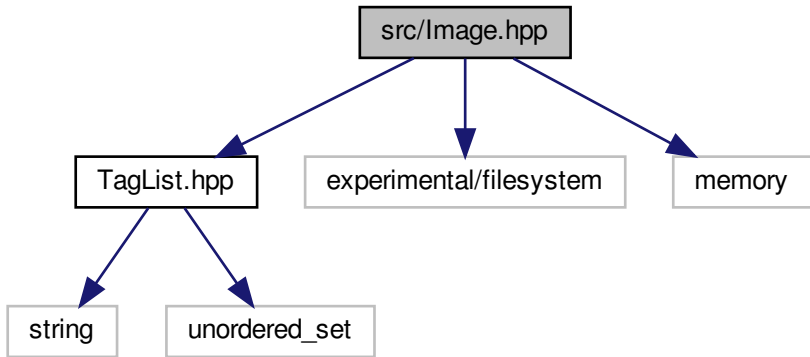 src/Image.hpp
TagList.hpp
experimental/filesystem
memory
string
unordered_set